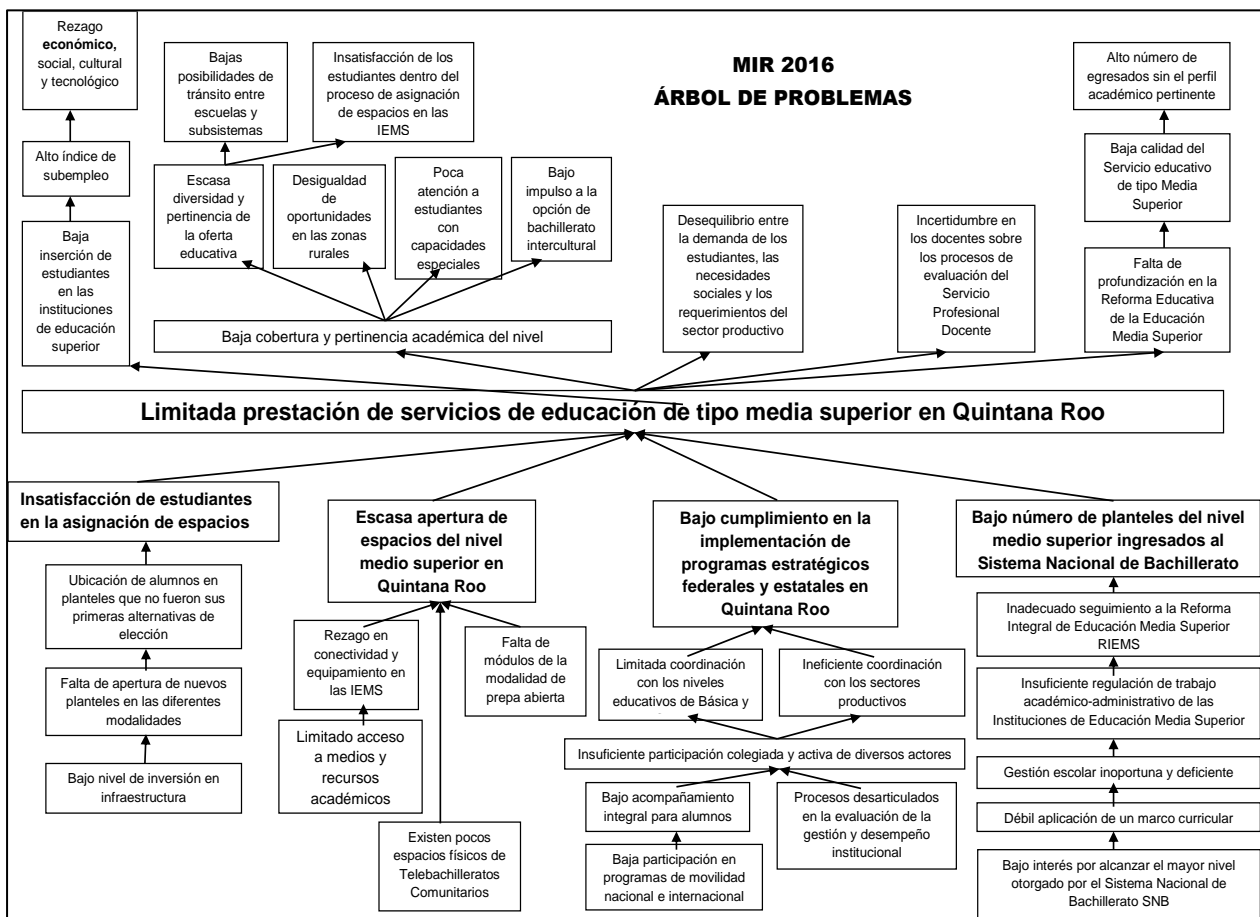 MIR 2016
ÁRBOL DE PROBLEMAS
Rezago
económico,
social, cultural
y tecnológico
Bajas
posibilidades de
tránsito entre
escuelas y
subsistemas
Insatisfacción de los
estudiantes dentro del
proceso de asignación
de espacios en las
IEMS
Alto número de
egresados sin el perfil
académico pertinente
Alto índice de
subempleo
Escasa
diversidad y
pertinencia de
la oferta
educativa
Desigualdad
de
oportunidades
en las zonas
rurales
Poca
atención a
estudiantes
con
capacidades
especiales
Bajo
impulso a la
opción de
bachillerato
intercultural
Baja calidad del
Servicio educativo
de tipo Media
Superior
Baja
inserción de
estudiantes
en las
instituciones
de educación
superior
Baja cobertura y pertinencia académica del nivel
Desequilibrio entre
la demanda de los
estudiantes, las
necesidades
sociales y los
requerimientos del
sector productivo
Incertidumbre en
los docentes sobre
los procesos de
evaluación del
Servicio
Profesional
Docente
Falta de
profundización en la
Reforma Educativa
de la Educación
Media Superior
Limitada prestación de servicios de educación de tipo media superior en Quintana Roo
Insatisfacción de estudiantes
en la asignación de espacios
Ubicación de alumnos en
planteles que no fueron sus
primeras alternativas de
elección
Falta de apertura de nuevos
planteles en las diferentes
modalidades
Bajo nivel de inversión en
infraestructura
Escasa apertura de
espacios del nivel
medio superior en
Quintana Roo
Rezago en
conectividad y
equipamiento en
las IEMS
Falta de
módulos de la
modalidad de
prepa abierta
Limitado acceso
a medios y
recursos
académicos
Existen pocos
espacios físicos de
Telebachilleratos
Comunitarios
Bajo cumplimiento en la
implementación de
programas estratégicos
federales y estatales en
Quintana Roo
Limitada coordinación
con los niveles
educativos de Básica y
Ineficiente coordinación
con los sectores
productivos
Insuficiente participación colegiada y activa de diversos actores
Bajo acompañamiento
integral para alumnos
Procesos desarticulados
en la evaluación de la
gestión y desempeño
institucional
Baja participación en
programas de movilidad
nacional e internacional
Bajo número de planteles del nivel
medio superior ingresados al
Sistema Nacional de Bachillerato
Inadecuado seguimiento a la Reforma
Integral de Educación Media Superior
RIEMS
Insuficiente regulación de trabajo
académico-administrativo de las
Instituciones de Educación Media Superior
Gestión escolar inoportuna y deficiente
Débil aplicación de un marco curricular
Bajo interés por alcanzar el mayor nivel
otorgado por el Sistema Nacional de
Bachillerato SNB